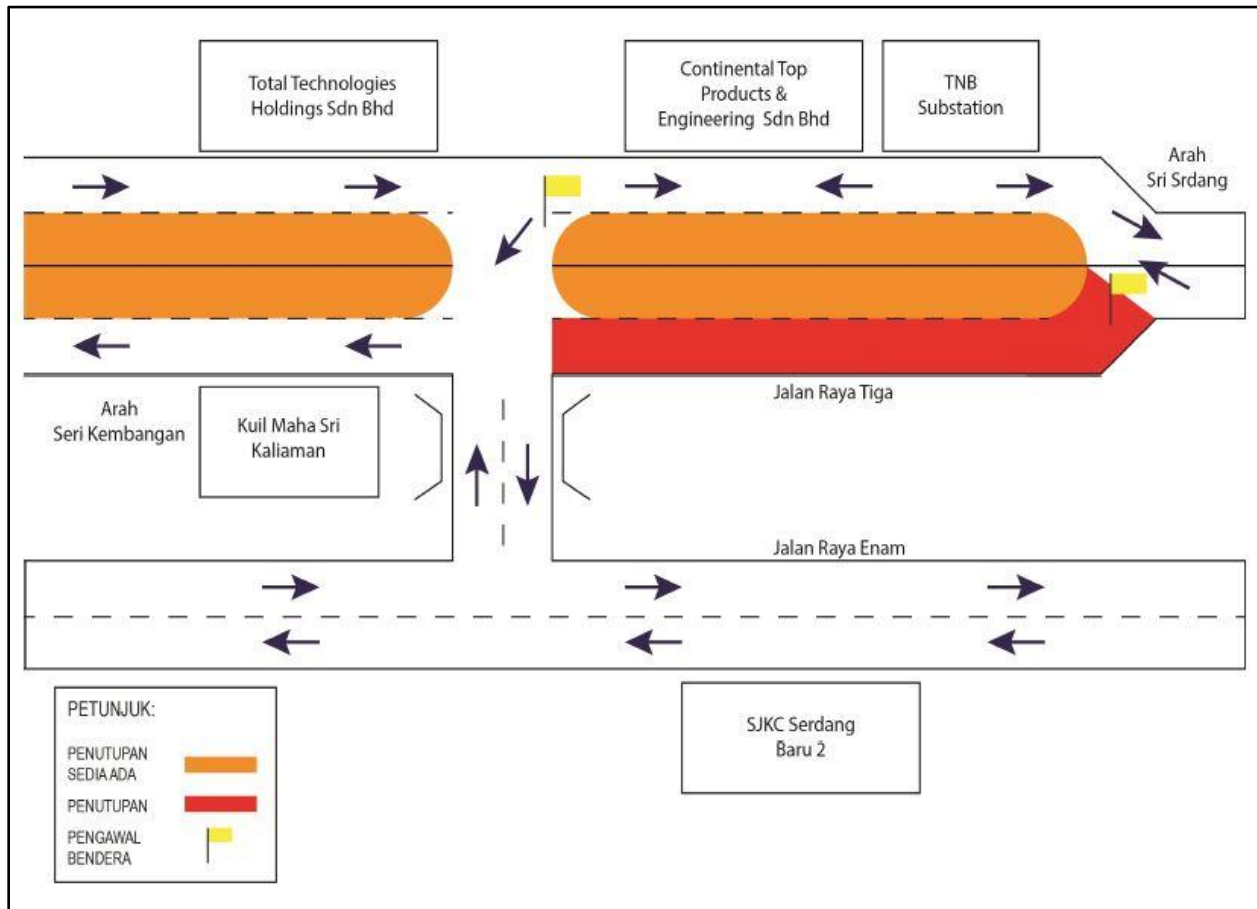 Total Technologies
Holdings Sdn Bhd
Continental Top
Products &
Engineering Sdn Bhd
TNB
Substation
Arah
Sri Srdang
Arah
Seri Kembangan
Kuil Maha Sri
Kaliaman
Jalan Raya Tiga
Jalan Raya Enam
PETUNJUK:
PENUTUPAN
SEDIA ADA
PENUTUPAN
PENGAWAL
BENDERA
SJKC Serdang
Baru 2